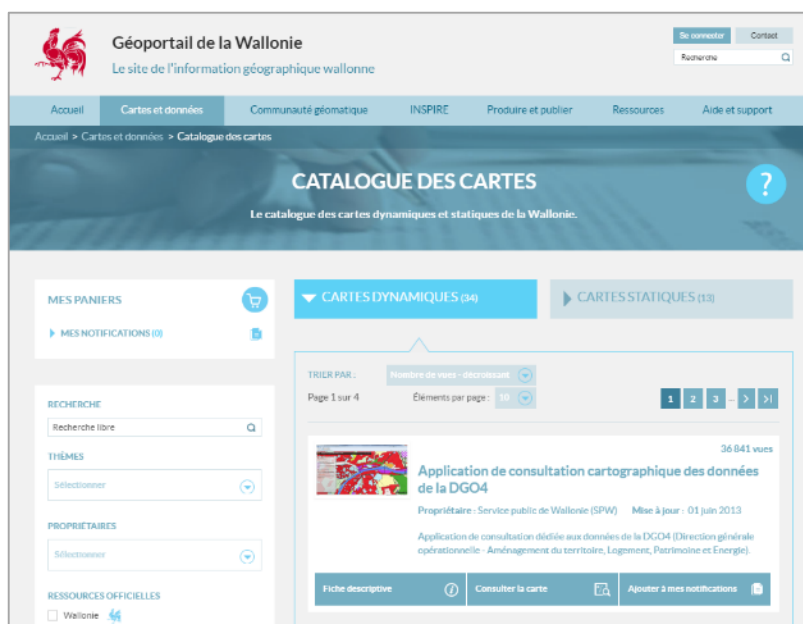 Géoportail de la Wallonie
Le site de l'information géographique wallonne
Se connecter
Contact
Recherche
Accueil
Cartes et données
Communauté géomatique
INSPIRE
Produire et publier
Ressources
Aide et support
Accueil > Cartes et données > Catalogue des cartes
CATALOGUE DES CARTES
?
Le catalogue des cartes dynamiques et statiques de la Wallonie.
MES PANIERS
MES NOTIFICATIONS (0)
CARTES DYNAMIQUES (34)
CARTES STATIQUES (13)
TRIER PAR :
Nombre de vues - décroissant
Page 1 sur 4
Éléments par page : 10
1 2 3 ... > >|
RECHERCHE
Recherche libre
THÈMES
Sélectionner
PROPRIÉTAIRES
Sélectionner
RESSOURCES OFFICIELLES
Wallonie
36 841 vues
Application de consultation cartographique des données
de la DGO4
Propriétaire : Service public de Wallonie (SPW) Mise à jour : 01 juin 2013
Application de consultation dédiée aux données de la DGO4 (Direction générale
opérationnelle - Aménagement du territoire, Logement, Patrimoine et Energie).
Fiche descriptive
Consulter la carte
Ajouter à mes notifications